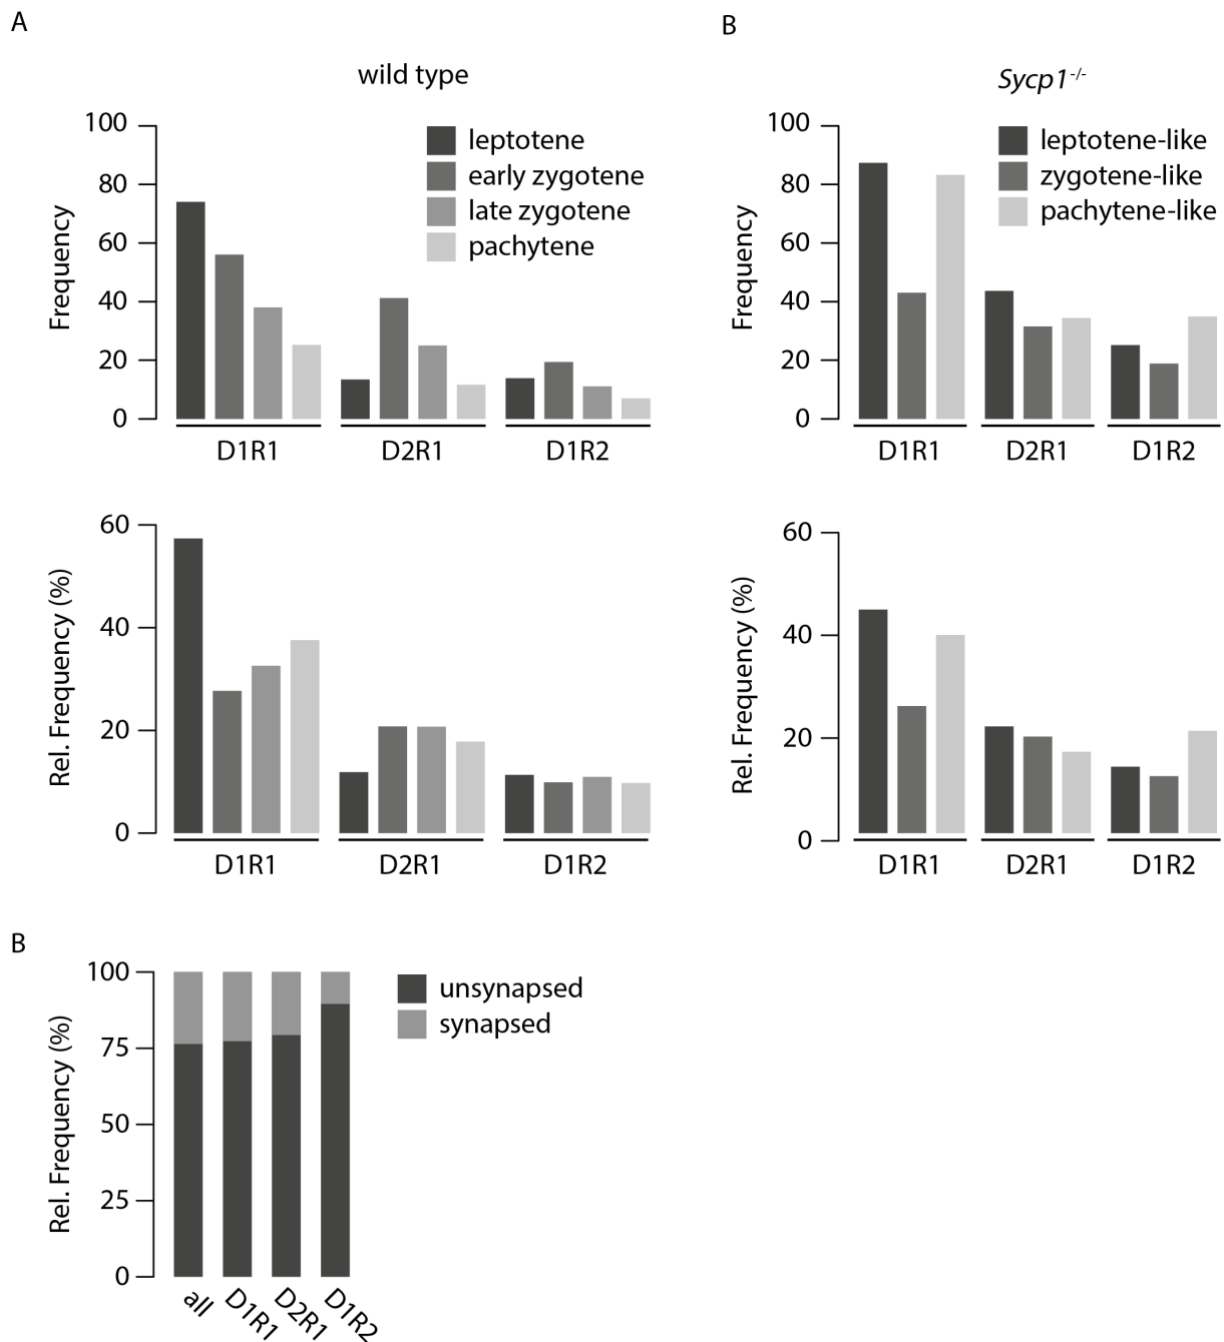 A
wild type
Frequency
100
80
60
40
20
0
leptotene
early zygotene
late zygotene
pachytene
D1R1 D2R1 D1R2
Rel. Frequency (%)
60
40
20
0
D1R1 D2R1 D1R2
B
Sycp1-/-
Frequency
100
80
60
40
20
0
leptotene-like
zygotene-like
pachytene-like
D1R1 D2R1 D1R2
Rel. Frequency (%)
60
40
20
0
D1R1 D2R1 D1R2
B
Rel. Frequency (%)
100
75
50
25
0
unsynapsed
synapsed
all D1R1 D2R1 D1R2